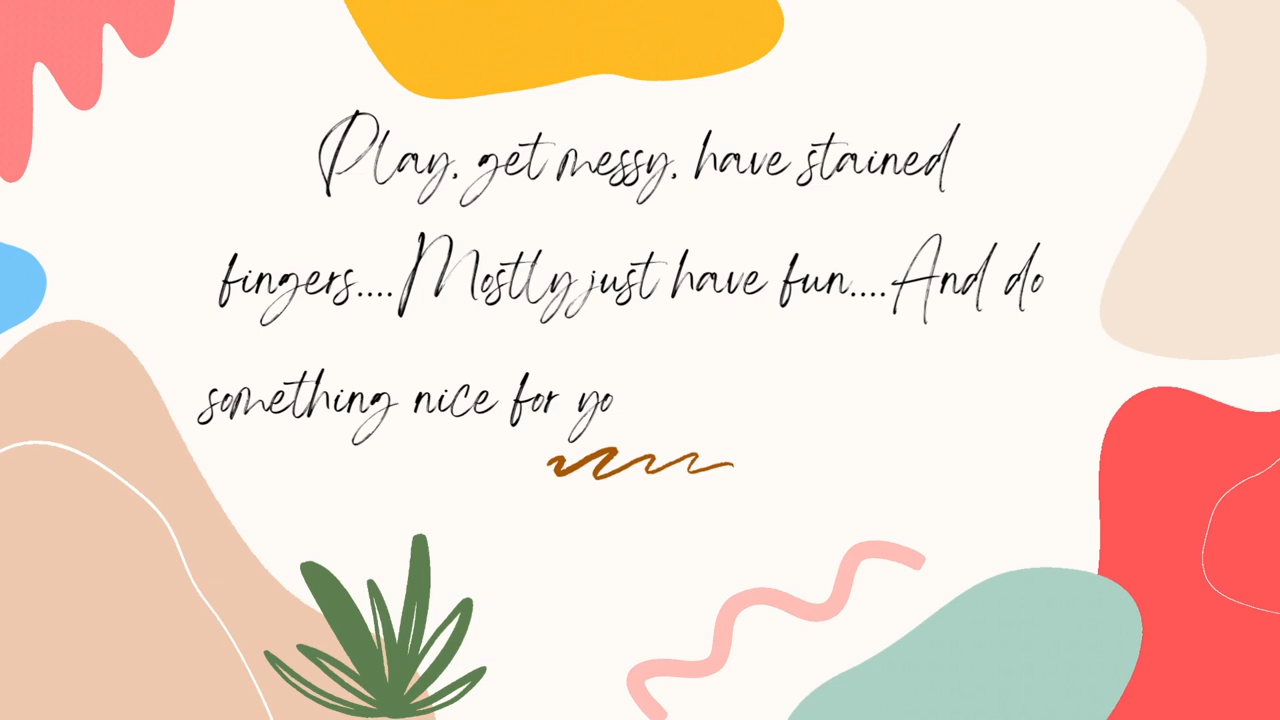 Play, get messy, have stained
fingers....Mostly just have fun....And do
something nice for yo